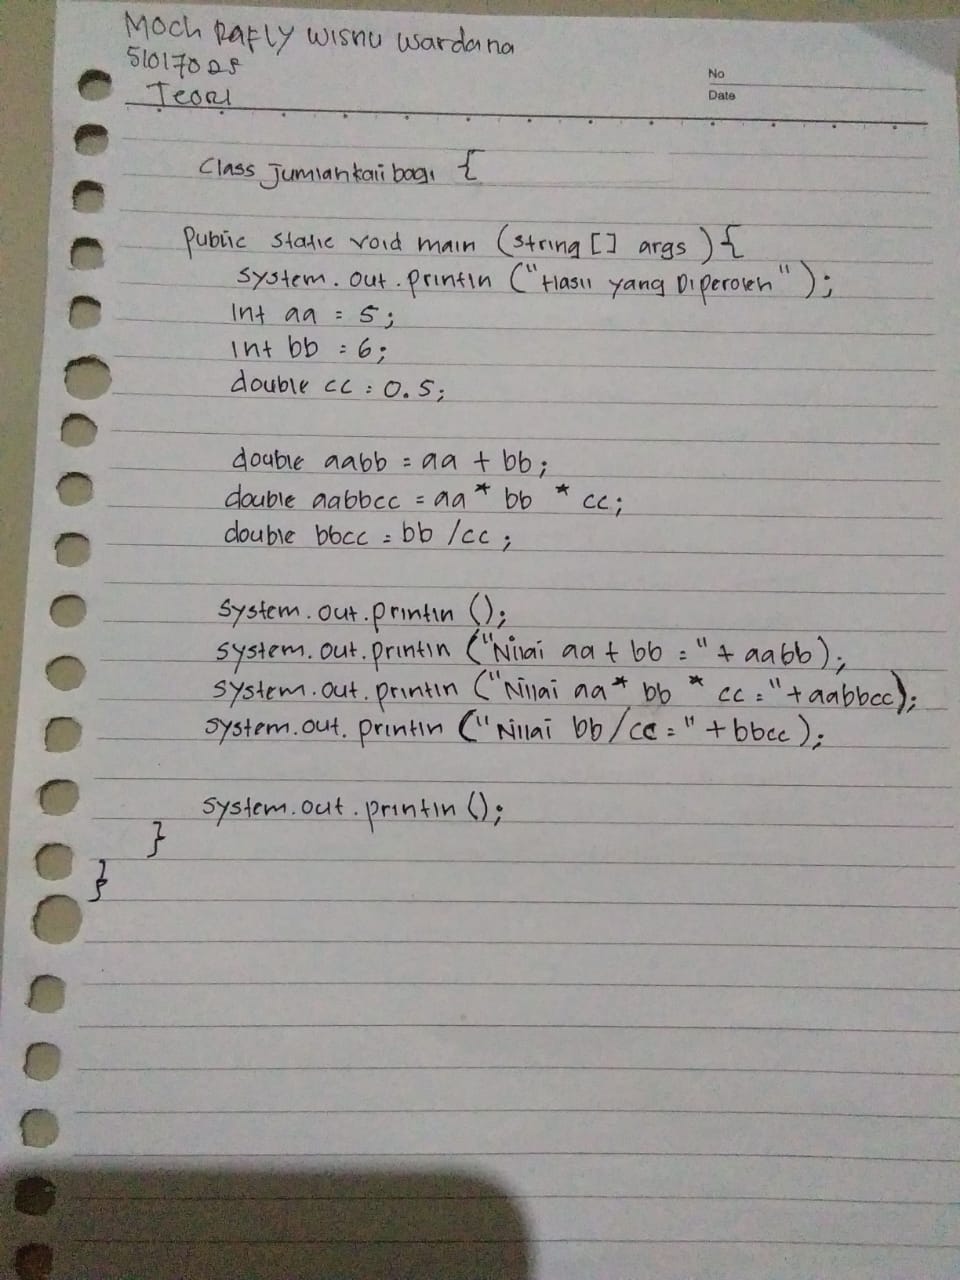 Moch Rafly Wisnu Wardana
51017025
Teori
No
Date
Class jumlahkalibagi {
Public static void main (string [] args ) {
system.out.println ("Hasil yang Diperoleh");
int aa = 5;
int bb = 6;
double cc = 0.5;
double aabb = aa + bb;
double aabbcc = aa * bb * cc;
double bbcc = bb /cc;
system.out.println ();
system.out.println ("Nilai aa + bb = " + aabb);
system.out.println ("Nilai aa * bb * cc = " + aabbcc);
system.out.println ("Nilai bb/cc = " + bbcc);
system.out.println ();
}
}